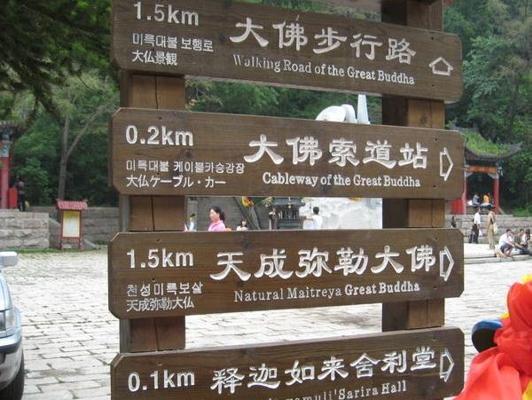 1.5km
大佛步行路
미륵대불 보행로
大仏景観
Walking Road of the Great Buddha
0.2km
大佛索道站
미륵대불 케이블카승강장
大仏ケーブル・カー
Cableway of the Great Buddha
1.5km
天成弥勒大佛
천성미륵보살
天成弥勒大仏
Natural Maitreya Great Buddha
0.1km
释迦如来舍利堂
Sarira Hall